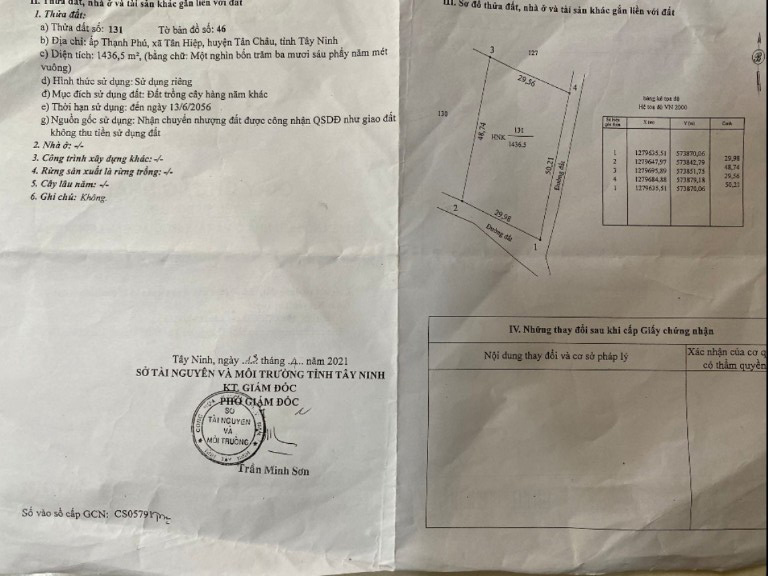 II. Thửa đất, nhà ở và tài sản khác gắn liền với đất
1. Thửa đất:
a) Thửa đất số: 131 Tờ bản đồ số: 46
b) Địa chỉ: ấp Thạnh Phú, xã Tân Hiệp, huyện Tân Châu, tỉnh Tây Ninh
c) Diện tích: 1436,5 m², (bằng chữ: Một nghìn bốn trăm ba mươi sáu phẩy năm mét
vuông)
d) Hình thức sử dụng: Sử dụng riêng
đ) Mục đích sử dụng đất: Đất trồng cây hàng năm khác
e) Thời hạn sử dụng: đến ngày 13/6/2056
g) Nguồn gốc sử dụng: Nhận chuyển nhượng đất được công nhận QSDĐ như giao đất
không thu tiền sử dụng đất
2. Nhà ở: -/-
3. Công trình xây dựng khác: -/-
4. Rừng sản xuất là rừng trồng: -/-
5. Cây lâu năm: -/-
6. Ghi chú: Không.
Tây Ninh, ngày tháng năm 2021
SỞ TÀI NGUYÊN VÀ MÔI TRƯỜNG TỈNH TÂY NINH
KT. GIÁM ĐỐC
PHÓ GIÁM ĐỐC
SỞ
TÀI NGUYÊN
VÀ
MÔI TRƯỜNG
Trần Minh Sơn
Số vào sổ cấp GCN: CS0579
III. Sơ đồ thửa đất, nhà ở và tài sản khác gắn liền với đất
3
127
29,56
4
130
48,74
HNK 131
1436.5
50,21
Đường đất
2
29,98
Đường đất
1
Bảng kê toạ độ
Hệ tọa độ VN 2000
Số hiệu góc thửa X (m) Y (m) Cạnh
1 1279635,51 573870,06
29,98
2 1279647,97 573842,79
48,74
3 1279695,89 573851,75
29,56
4 1279684,88 573879,18
50,21
1 1279635,51 573870,06
IV. Những thay đổi sau khi cấp Giấy chứng nhận
Nội dung thay đổi và cơ sở pháp lý
Xác nhận của cơ q
có thẩm quyền